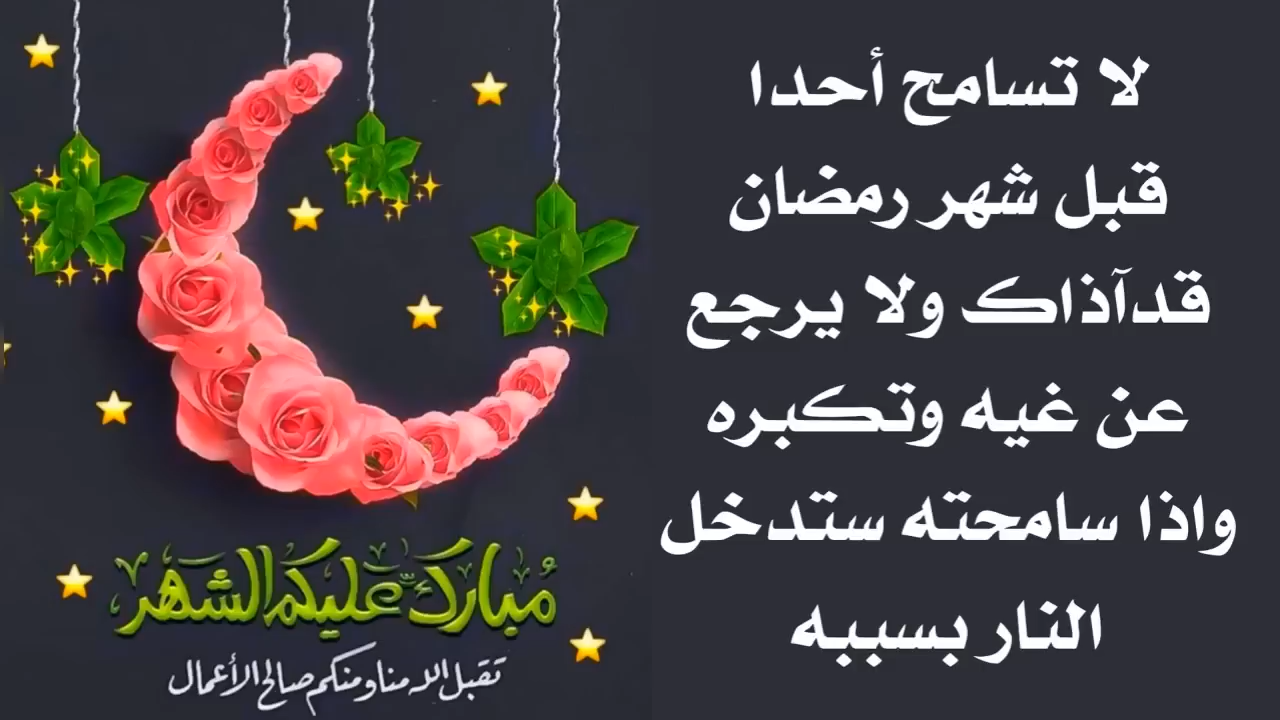 لا تسامح أحدا
قبل شهر رمضان
قدآذاك ولا يرجع
عن غيه وتكبره
واذا سامحته ستدخل
النار بسببه
مُبارك عليكم الشهر
تقبل الله منا ومنكم صالح الأعمال